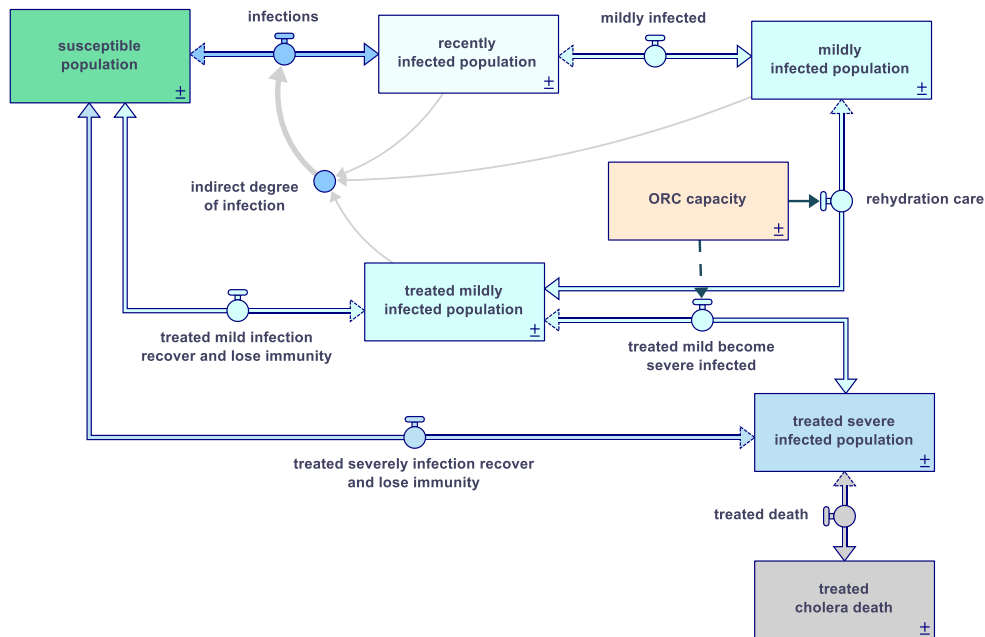 infections
mildly infected
susceptible
population
recently
infected population
mildly
infected population
indirect degree
of infection
ORC capacity
rehydration care
treated mildly
infected population
treated mild infection
recover and lose immunity
treated mild become
severe infected
treated severe
infected population
treated severely infection recover
and lose immunity
treated death
treated
cholera death